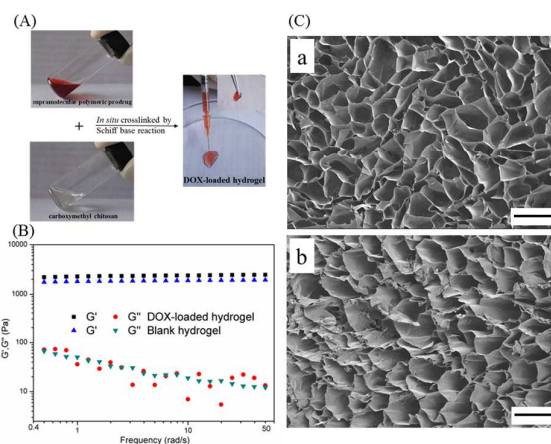 (A)
supramolecular polymeric prodrug
+
In situ crosslinked by
Schiff base reaction
carboxymethyl chitosan
DOX-loaded hydrogel
(B)
G',G'' (Pa)
10000
1000
100
10
4
G' G'' DOX-loaded hydrogel
G' G'' Blank hydrogel
0.4 1 10 50
Frequency (rad/s)
(C)
a
b